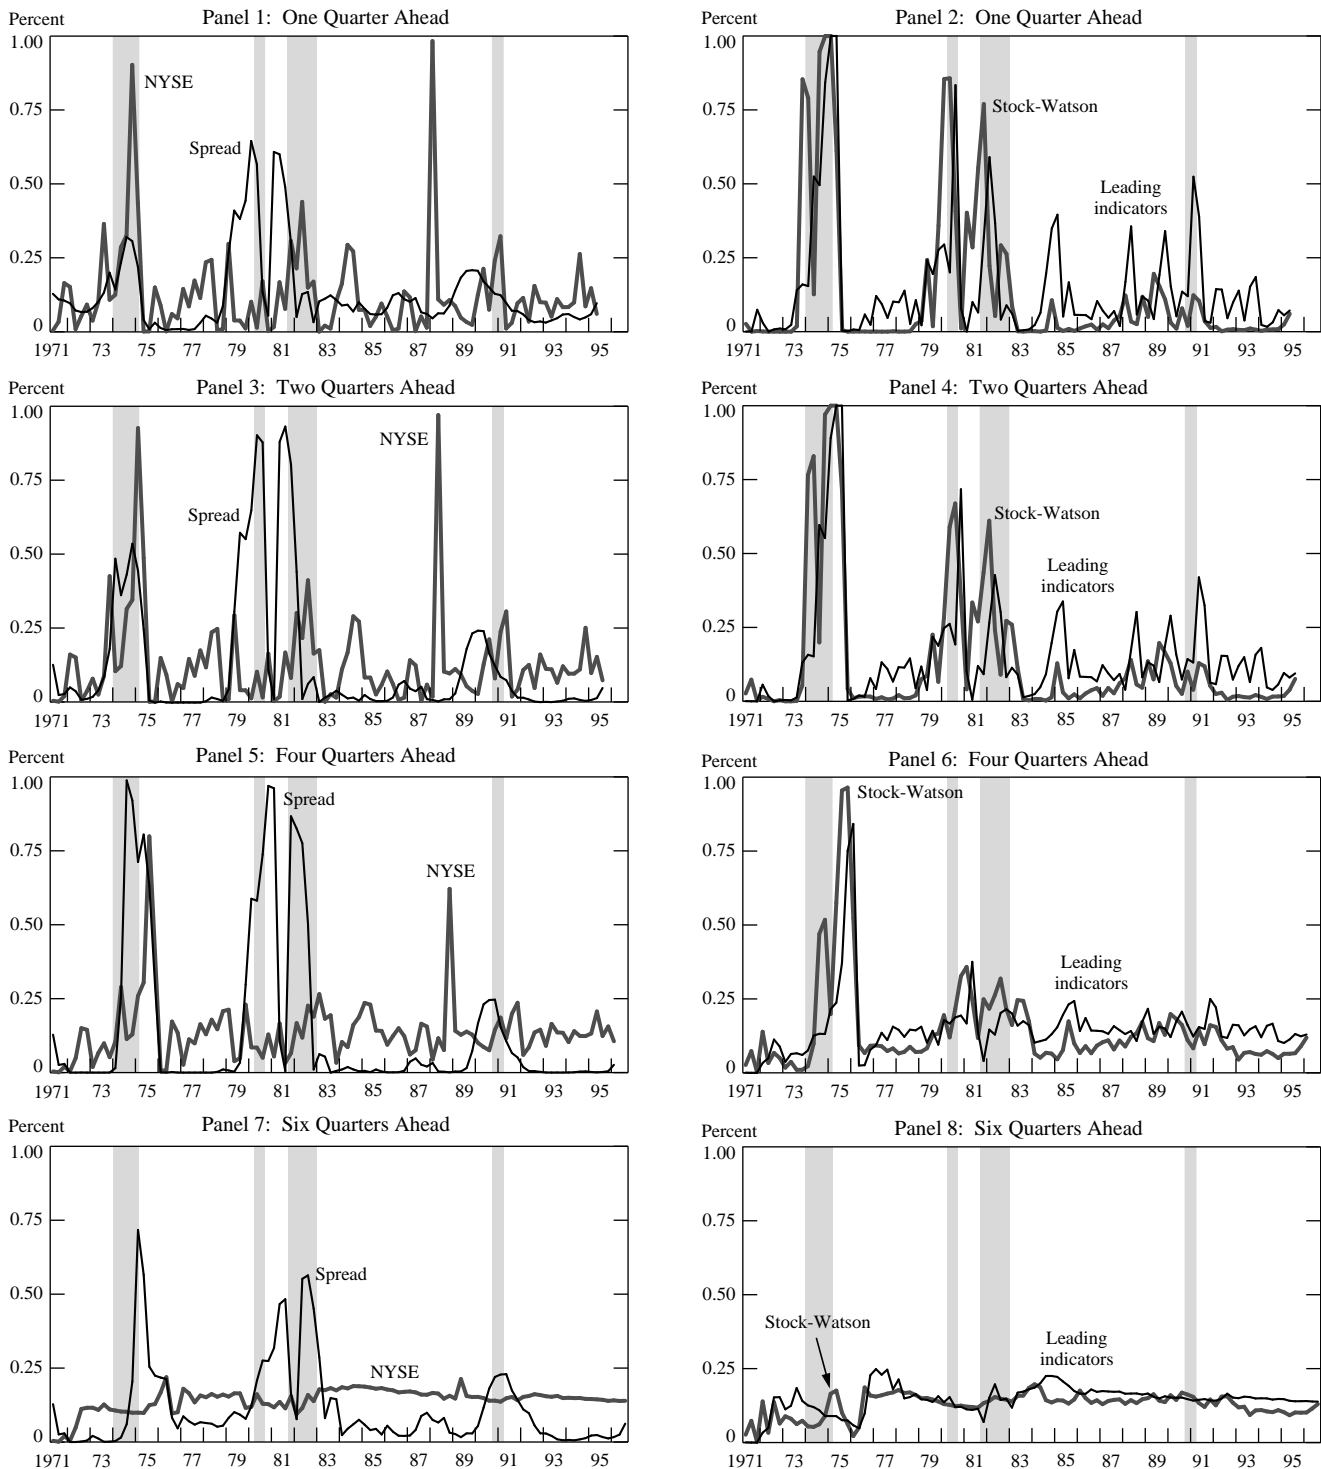 Percent
Panel 1: One Quarter Ahead
1.00
0.75
0.50
0.25
0
NYSE
Spread
1971 73 75 77 79 81 83 85 87 89 91 93 95
Percent
Panel 2: One Quarter Ahead
1.00
0.75
0.50
0.25
0
Stock-Watson
Leading
indicators
1971 73 75 77 79 81 83 85 87 89 91 93 95
Percent
Panel 3: Two Quarters Ahead
1.00
0.75
0.50
0.25
0
NYSE
Spread
1971 73 75 77 79 81 83 85 87 89 91 93 95
Percent
Panel 4: Two Quarters Ahead
1.00
0.75
0.50
0.25
0
Stock-Watson
Leading
indicators
1971 73 75 77 79 81 83 85 87 89 91 93 95
Percent
Panel 5: Four Quarters Ahead
1.00
0.75
0.50
0.25
0
Spread
NYSE
1971 73 75 77 79 81 83 85 87 89 91 93 95
Percent
Panel 6: Four Quarters Ahead
1.00
0.75
0.50
0.25
0
Stock-Watson
Leading
indicators
1971 73 75 77 79 81 83 85 87 89 91 93 95
Percent
Panel 7: Six Quarters Ahead
1.00
0.75
0.50
0.25
0
Spread
NYSE
1971 73 75 77 79 81 83 85 87 89 91 93 95
Percent
Panel 8: Six Quarters Ahead
1.00
0.75
0.50
0.25
0
Stock-Watson
Leading
indicators
1971 73 75 77 79 81 83 85 87 89 91 93 95